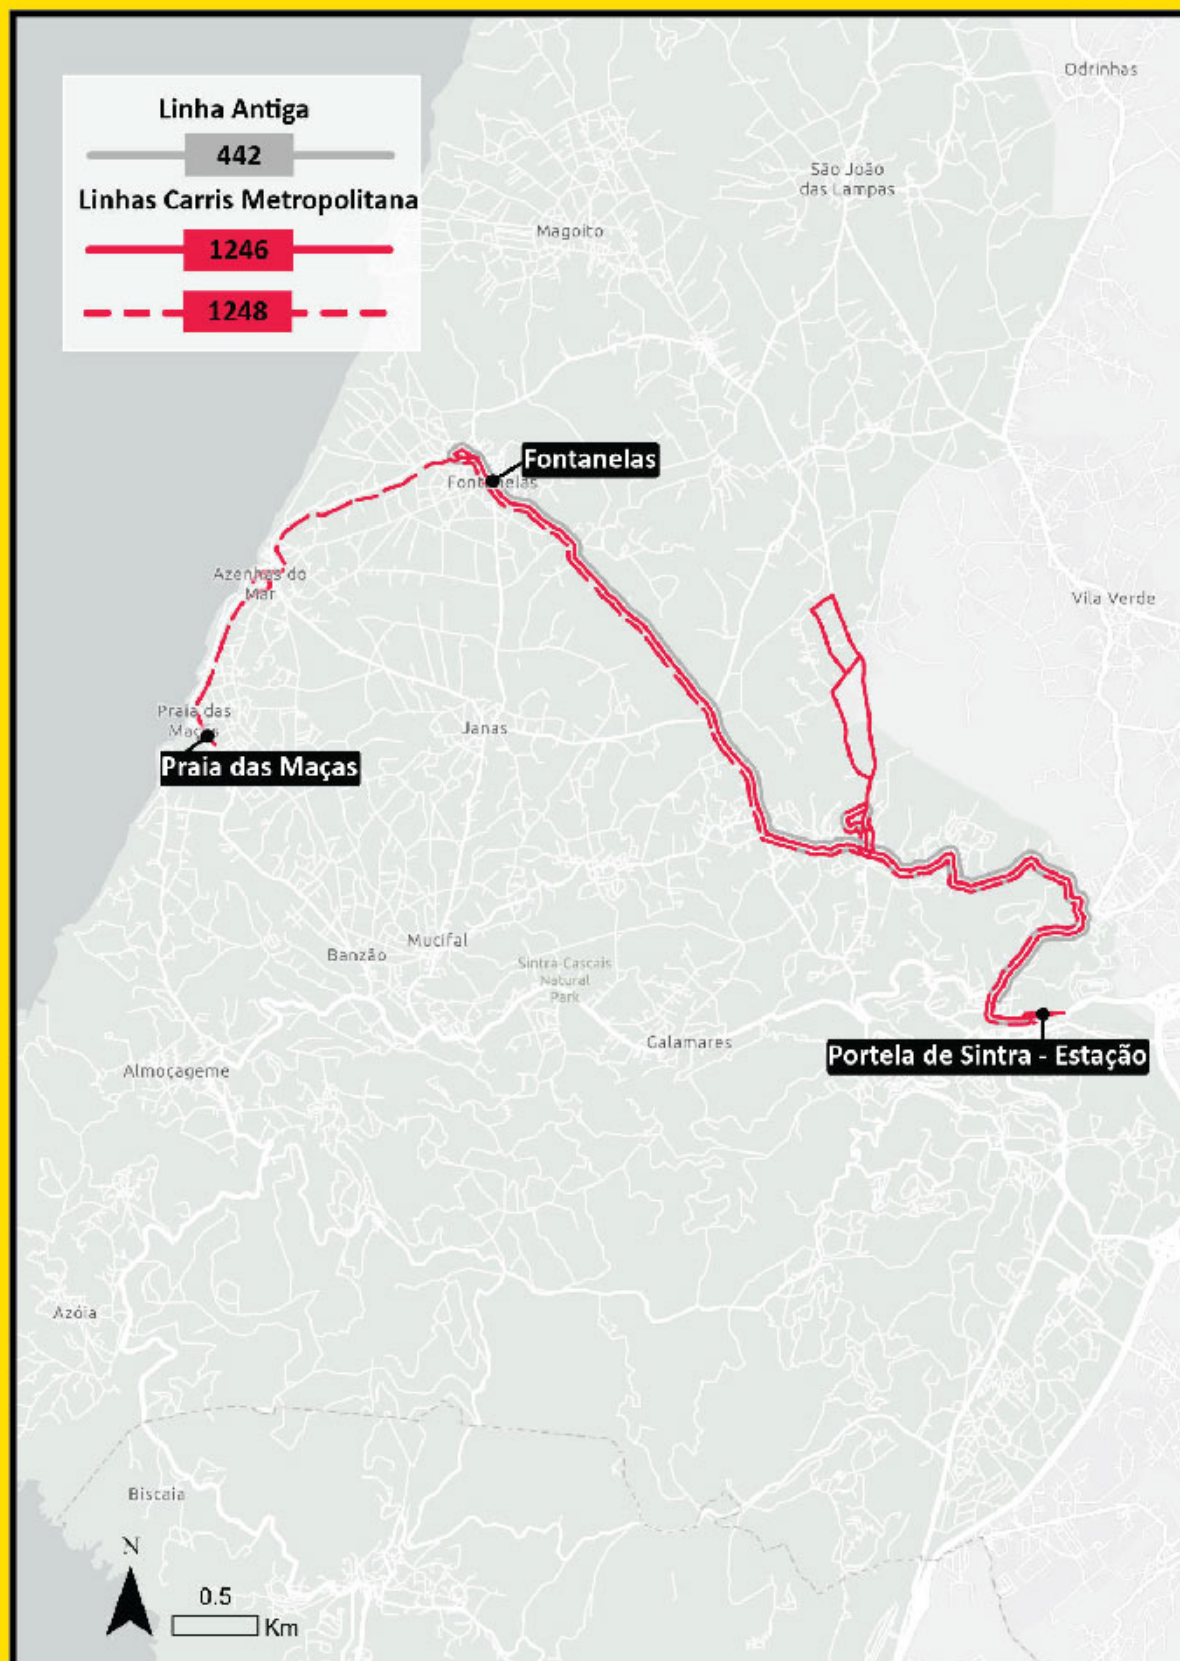 Linha Antiga
442
Linhas Carris Metropolitana
1246
1248
Odrinhas
São João
das Lampas
Magoito
Fontanelas
Fontanelas
Azenhas do
Mar
Vila Verde
Praia das
Maçãs
Janas
Praia das Maças
Mucifal
Banzão
Sintra-Cascais
Natural
Park
Galamares
Portela de Sintra - Estação
Almoçageme
Azóia
Biscaia
N
0.5
Km